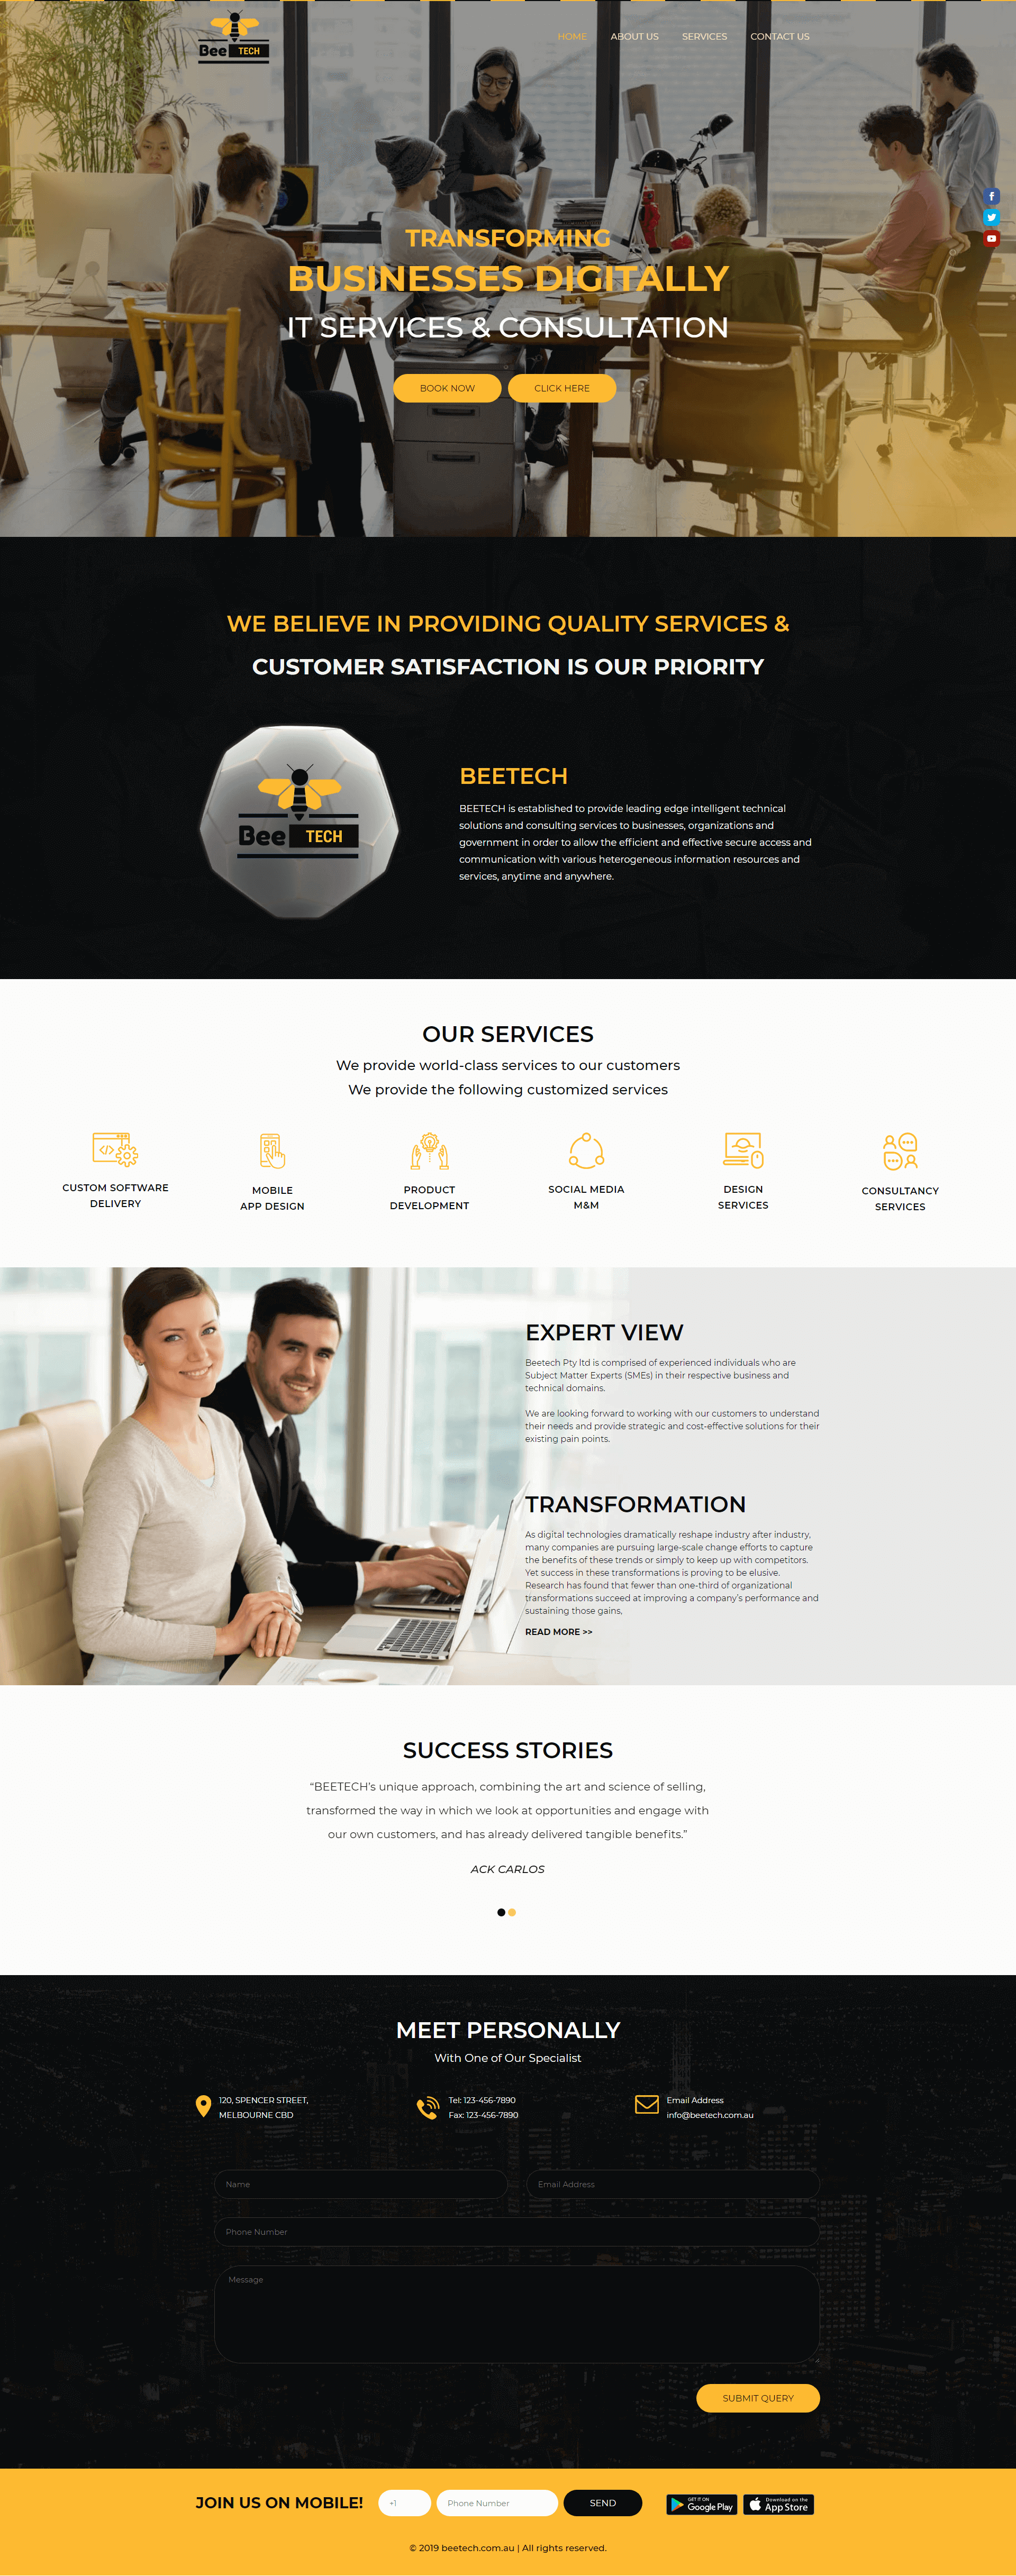 Bee TECH
HOME
ABOUT US
SERVICES
CONTACT US
TRANSFORMING
BUSINESSES DIGITALLY
IT SERVICES & CONSULTATION
BOOK NOW
CLICK HERE
WE BELIEVE IN PROVIDING QUALITY SERVICES &
CUSTOMER SATISFACTION IS OUR PRIORITY
Bee TECH
BEETECH
BEETECH is established to provide leading edge intelligent technical
solutions and consulting services to businesses, organizations and
government in order to allow the efficient and effective secure access and
communication with various heterogeneous information resources and
services, anytime and anywhere.
OUR SERVICES
We provide world-class services to our customers
We provide the following customized services
CUSTOM SOFTWARE
DELIVERY
MOBILE
APP DESIGN
PRODUCT
DEVELOPMENT
SOCIAL MEDIA
M&M
DESIGN
SERVICES
CONSULTANCY
SERVICES
EXPERT VIEW
Beetech Pty ltd is comprised of experienced individuals who are
Subject Matter Experts (SMEs) in their respective business and
technical domains.
We are looking forward to working with our customers to understand
their needs and provide strategic and cost-effective solutions for their
existing pain points.
TRANSFORMATION
As digital technologies dramatically reshape industry after industry,
many companies are pursuing large-scale change efforts to capture
the benefits of these trends or simply to keep up with competitors.
Yet success in these transformations is proving to be elusive.
Research has found that fewer than one-third of organizational
transformations succeed at improving a company's performance and
sustaining those gains,
READ MORE >>
SUCCESS STORIES
“BEETECH's unique approach, combining the art and science of selling,
transformed the way in which we look at opportunities and engage with
our own customers, and has already delivered tangible benefits.”
ACK CARLOS
MEET PERSONALLY
With One of Our Specialist
120, SPENCER STREET,
MELBOURNE CBD
Tel: 123-456-7890
Fax: 123-456-7890
Email Address
info@beetech.com.au
Name
Email Address
Phone Number
Message
SUBMIT QUERY
JOIN US ON MOBILE!
+1
Phone Number
SEND
GET IT ON
Google Play
Download on the
App Store
© 2019 beetech.com.au | All rights reserved.